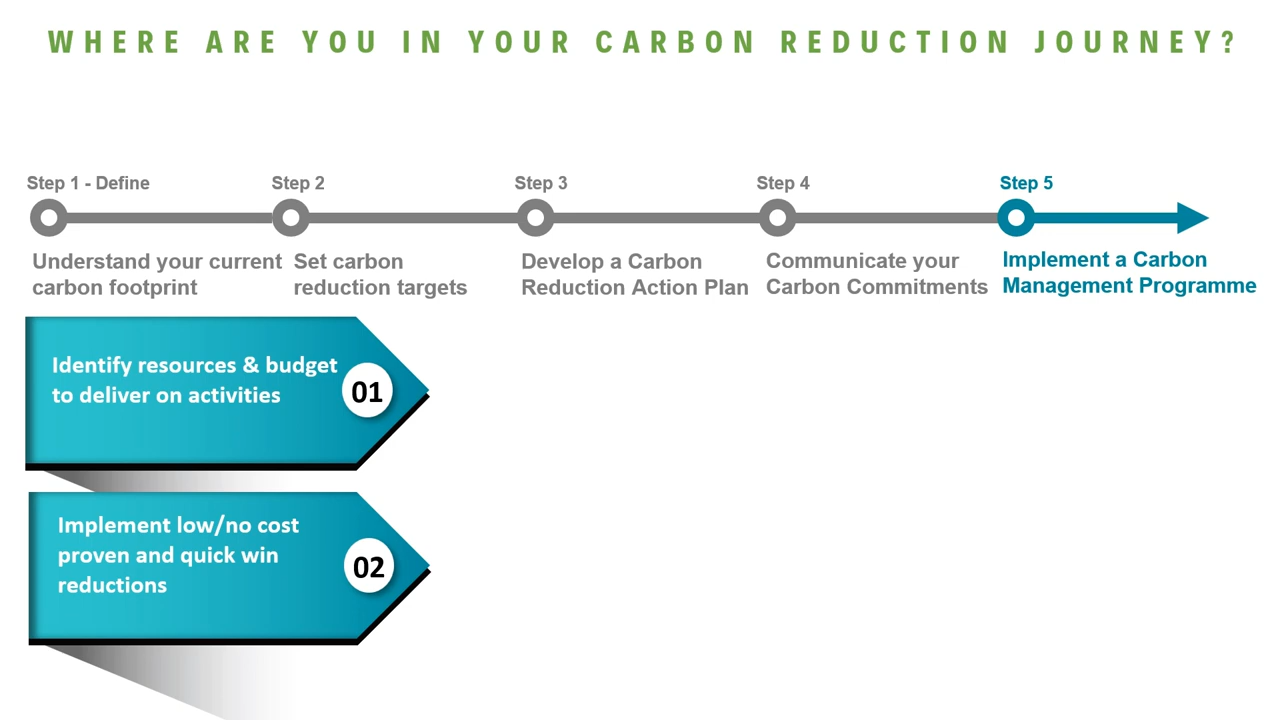 WHERE ARE YOU IN YOUR CARBON REDUCTION JOURNEY?
Step 1 - Define
Step 2
Step 3
Step 4
Step 5
Understand your current
carbon footprint
Set carbon
reduction targets
Develop a Carbon
Reduction Action Plan
Communicate your
Carbon Commitments
Implement a Carbon
Management Programme
Identify resources & budget
to deliver on activities
01
Implement low/no cost
proven and quick win
reductions
02